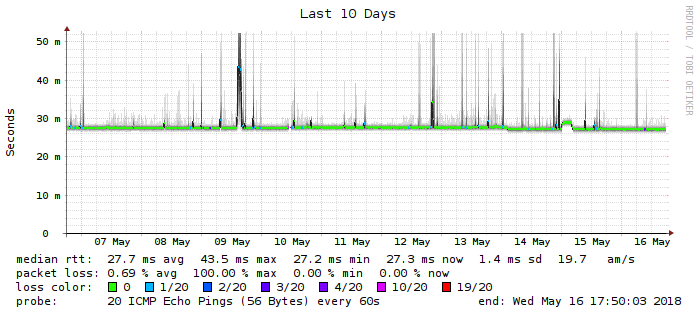 Last 10 Days
RRDTOOL / TOBI OETIKER
Seconds
50 m
40 m
30 m
20 m
10 m
0
07 May 08 May 09 May 10 May 11 May 12 May 13 May 14 May 15 May 16 May
median rtt: 27.7 ms avg 43.5 ms max 27.2 ms min 27.3 ms now 1.4 ms sd 19.7 am/s
packet loss: 0.69 % avg 100.00 % max 0.00 % min 0.00 % now
loss color: 0 1/20 2/20 3/20 4/20 10/20 19/20
probe: 20 ICMP Echo Pings (56 Bytes) every 60s end: Wed May 16 17:50:03 2018